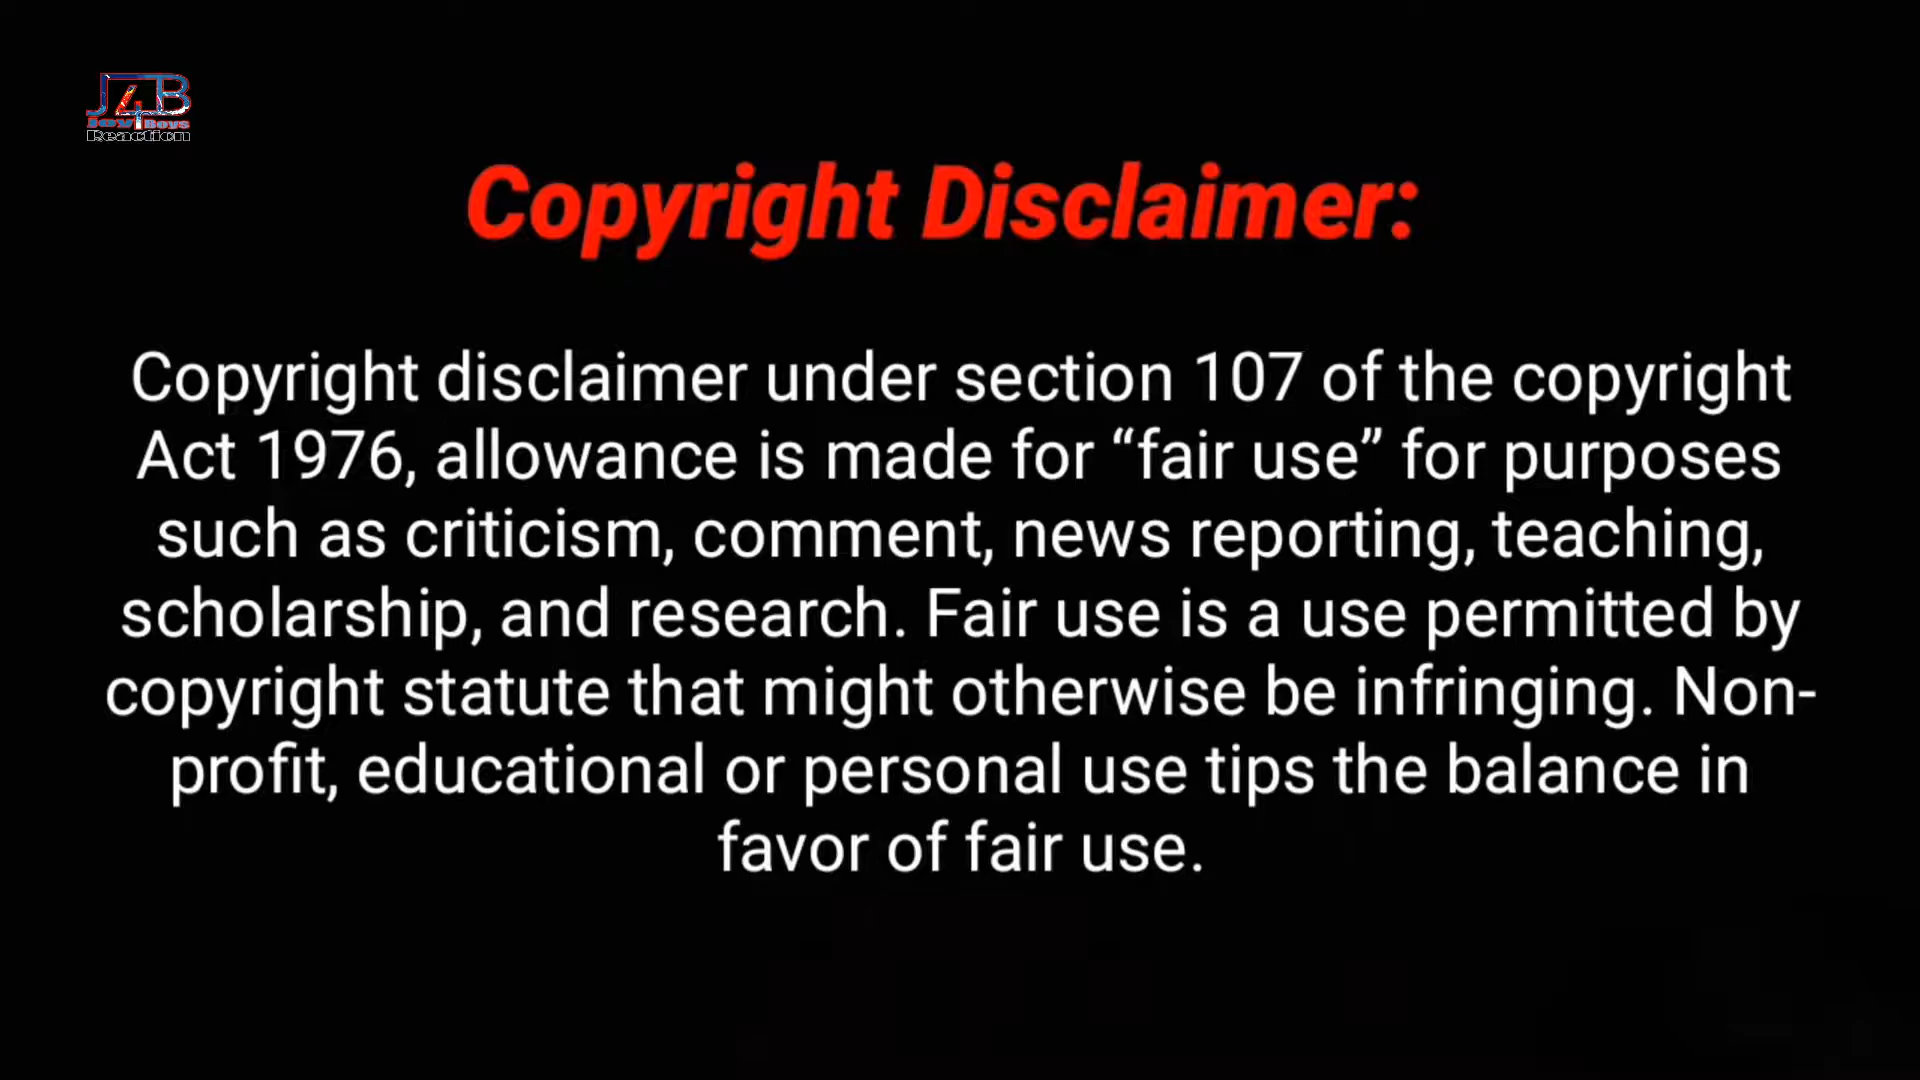 J4B
Jay4Boys
Reaction
Copyright Disclaimer:
Copyright disclaimer under section 107 of the copyright
Act 1976, allowance is made for “fair use” for purposes
such as criticism, comment, news reporting, teaching,
scholarship, and research. Fair use is a use permitted by
copyright statute that might otherwise be infringing. Non-
profit, educational or personal use tips the balance in
favor of fair use.